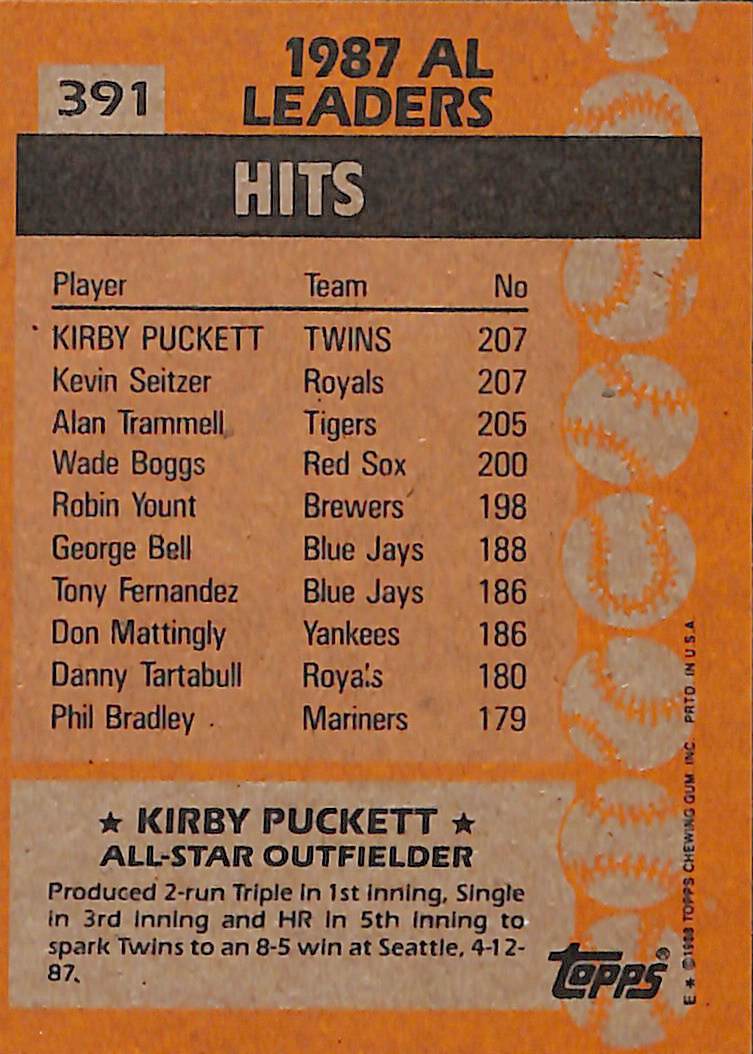 391
1987 AL
LEADERS
HITS
Player Team No
KIRBY PUCKETT TWINS 207
Kevin Seitzer Royals 207
Alan Trammell Tigers 205
Wade Boggs Red Sox 200
Robin Yount Brewers 198
George Bell Blue Jays 188
Tony Fernandez Blue Jays 186
Don Mattingly Yankees 186
Danny Tartabull Royals 180
Phil Bradley Mariners 179
★ KIRBY PUCKETT ★
ALL-STAR OUTFIELDER
Produced 2-run Triple in 1st inning, Single
in 3rd inning and HR in 5th inning to
spark Twins to an 8-5 win at Seattle, 4-12-
87.
topps®
E ★ ©1988 TOPPS CHEWING GUM INC. PRTD. IN U.S.A.